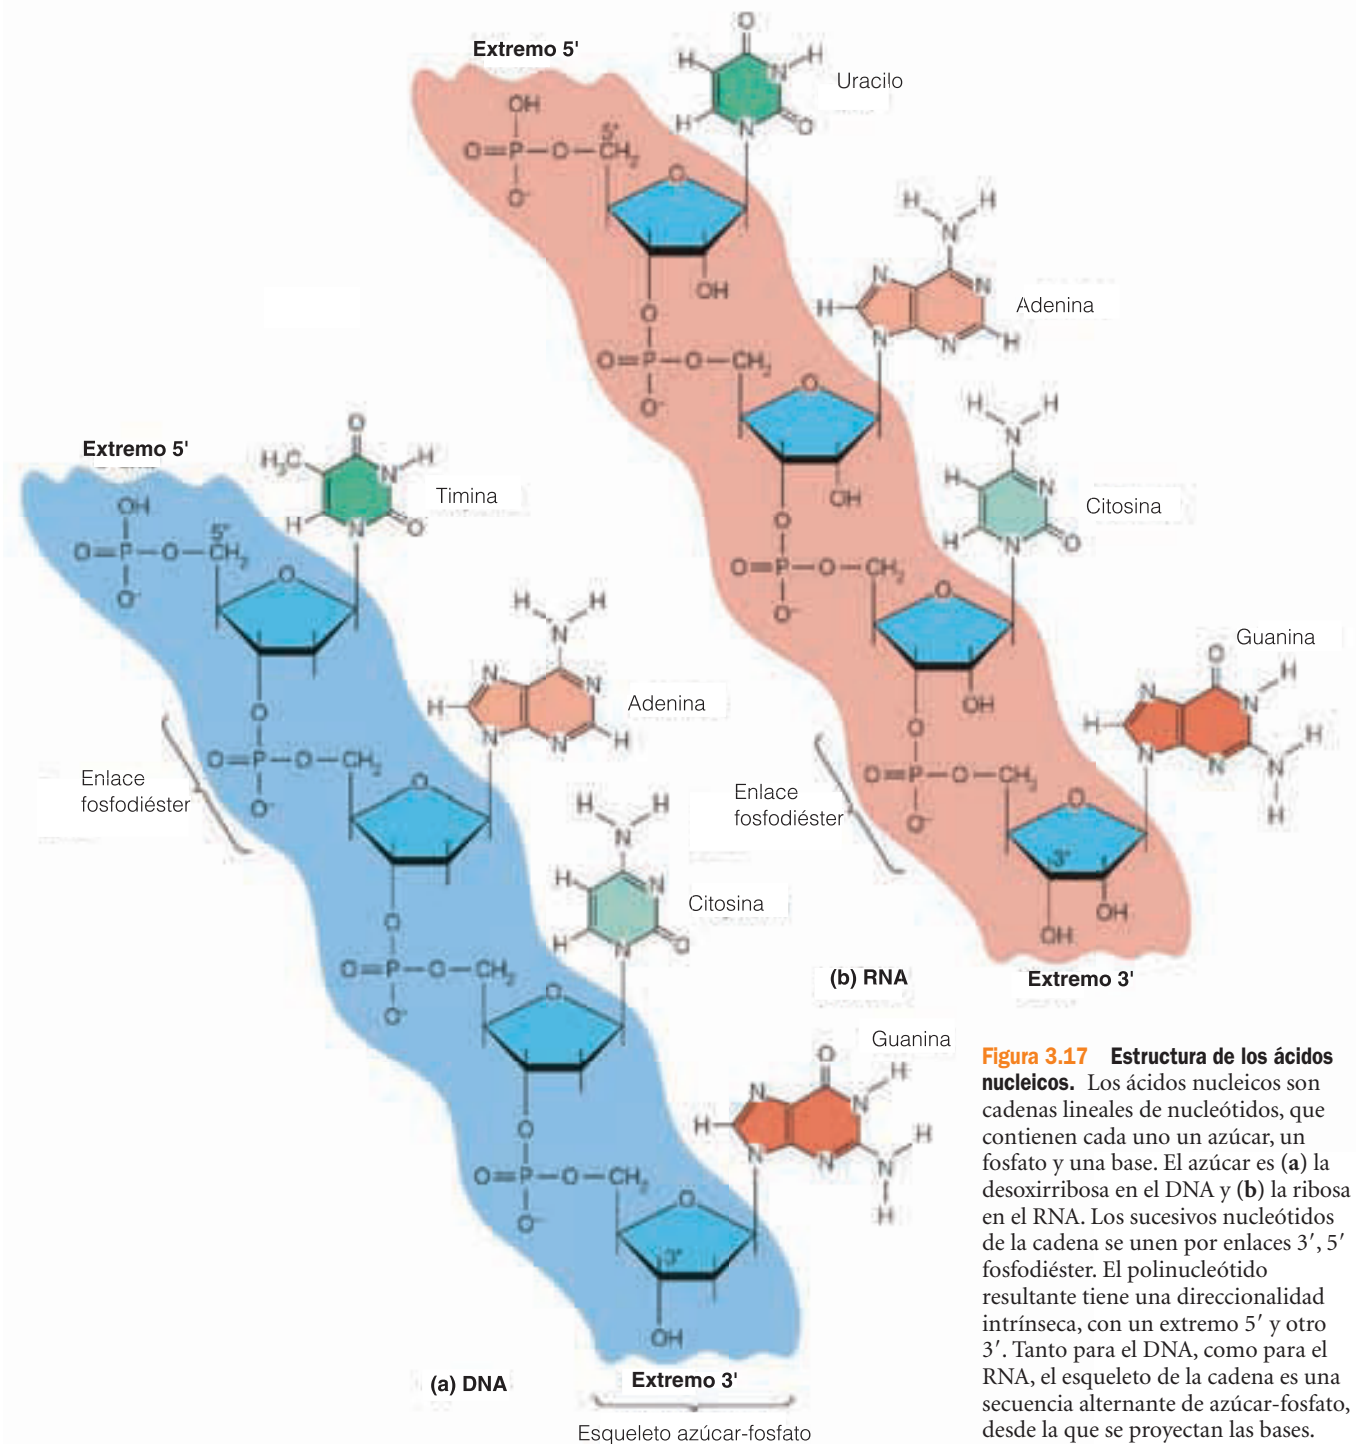 Extremo 5'
Uracilo
Adenina
Citosina
Guanina
Enlace
fosfodiéster
(b) RNA
Extremo 3'
Extremo 5'
Timina
Adenina
Enlace
fosfodiéster
Citosina
Guanina
(a) DNA
Extremo 3'
Esqueleto azúcar-fosfato
Figura 3.17 Estructura de los ácidos
nucleicos. Los ácidos nucleicos son
cadenas lineales de nucleótidos, que
contienen cada uno un azúcar, un
fosfato y una base. El azúcar es (a) la
desoxirribosa en el DNA y (b) la ribosa
en el RNA. Los sucesivos nucleótidos
de la cadena se unen por enlaces 3′, 5′
fosfodiéster. El polinucleótido
resultante tiene una direccionalidad
intrínseca, con un extremo 5′ y otro
3′. Tanto para el DNA, como para el
RNA, el esqueleto de la cadena es una
secuencia alternante de azúcar-fosfato,
desde la que se proyectan las bases.